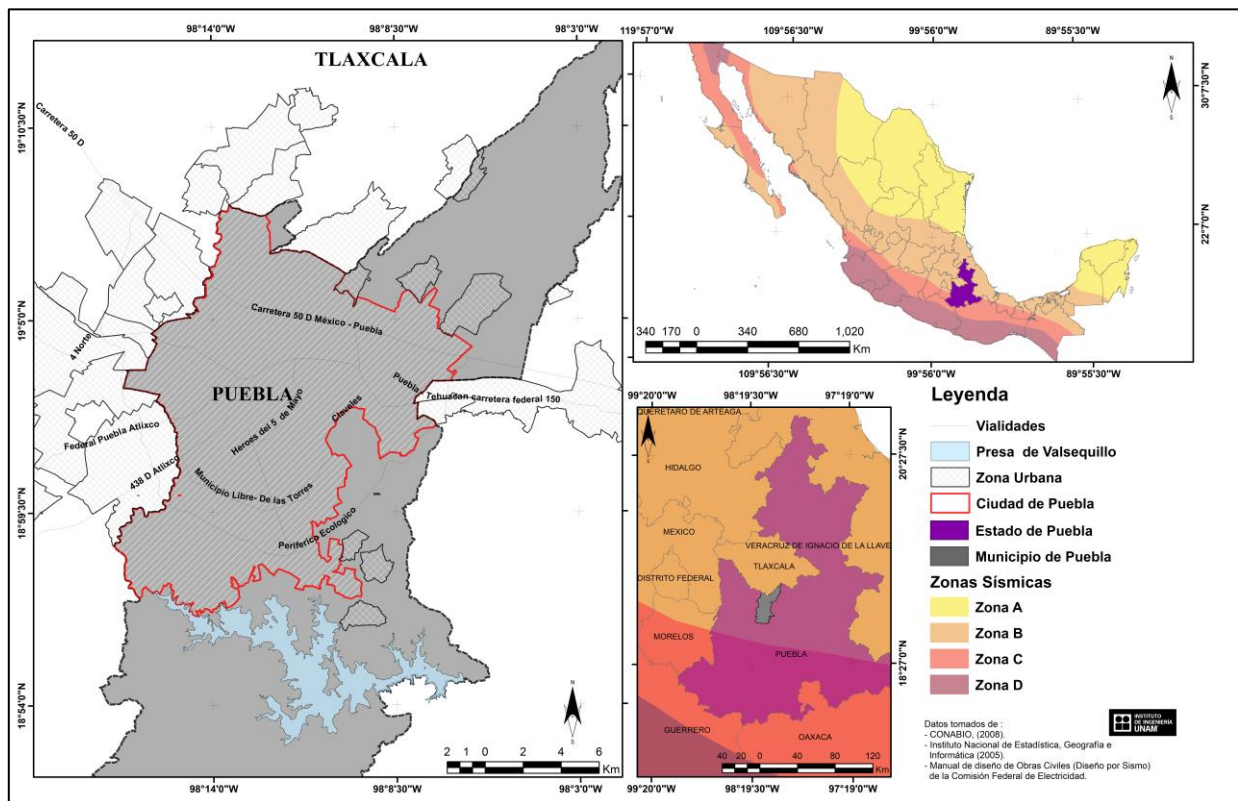 98°14'0"W
98°8'30"W
98°3'0"W
TLAXCALA
Carretera 50 D
19°10'30"N
19°5'0"N
18°59'30"N
18°54'0"N
Carretera 50 D México - Puebla
4 Norte
PUEBLA
Heroes del 5 de Mayo
Claveles
Puebla - Tehuacan carretera federal 150
Federal Puebla Atlixco
438 D Atlixco
Municipio Libre- De las Torres
Periferico Ecologico
N
S
2 1 0 2 4 6
Km
98°14'0"W
98°8'30"W
98°3'0"W
119°57'0"W
109°56'30"W
99°56'0"W
89°55'30"W
N
S
30°7'30"N
22°7'0"N
340 170 0 340 680 1,020
Km
109°56'30"W
99°56'0"W
89°55'30"W
99°20'0"W
98°19'30"W
97°19'0"W
QUERETARO DE ARTEAGA
N
S
20°27'30"N
HIDALGO
MEXICO
VERACRUZ DE IGNACIO DE LA LLAVE
TLAXCALA
DISTRITO FEDERAL
MORELOS
PUEBLA
18°27'0"N
GUERRERO
OAXACA
40 20 0 40 80 120
Km
99°20'0"W
98°19'30"W
97°19'0"W
Leyenda
Vialidades
Presa de Valsequillo
Zona Urbana
Ciudad de Puebla
Estado de Puebla
Municipio de Puebla
Zonas Sísmicas
Zona A
Zona B
Zona C
Zona D
INSTITUTO
DE INGENIERÍA
UNAM
Datos tomados de :
- CONABIO, (2008).
- Instituto Nacional de Estadística, Geografía e
Informática (2005).
- Manual de diseño de Obras Civiles (Diseño por Sismo)
de la Comisión Federal de Electricidad.